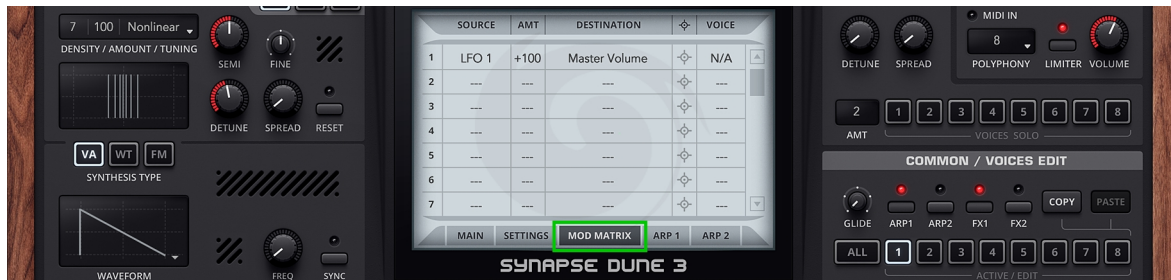 7 100 Nonlinear
DENSITY / AMOUNT / TUNING
SEMI FINE
DETUNE SPREAD RESET
VA WT FM
SYNTHESIS TYPE
WAVEFORM
FREQ SYNC
SOURCE AMT DESTINATION VOICE
1 LFO 1 +100 Master Volume N/A
2 --- --- --- ---
3 --- --- --- ---
4 --- --- --- ---
5 --- --- --- ---
6 --- --- --- ---
7 --- --- --- ---
MAIN SETTINGS MOD MATRIX ARP 1 ARP 2
SYNAPSE DUNE 3
MIDI IN
8
DETUNE SPREAD POLYPHONY LIMITER VOLUME
2 1 2 3 4 5 6 7 8
AMT VOICES SOLO
COMMON / VOICES EDIT
COPY PASTE
GLIDE ARP1 ARP2 FX1 FX2
ALL 1 2 3 4 5 6 7 8
ACTIVE / EDIT